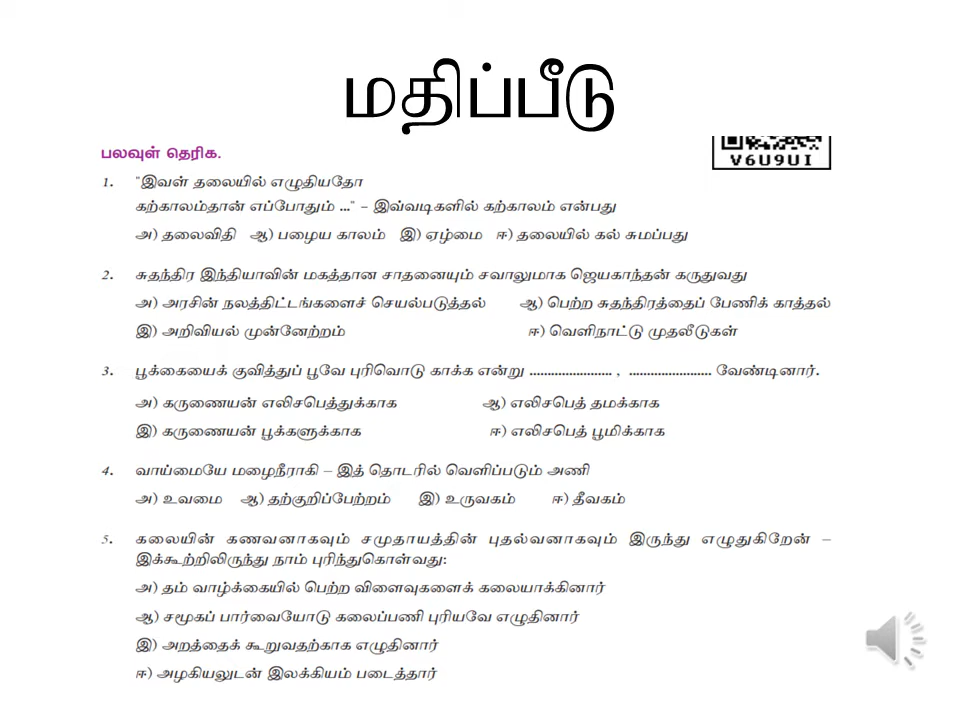 மதிப்பீடு
பலவுள் தெரிக.
V6U9UI
1. "இவள் தலையில் எழுதியதோ
கற்காலம்தான் எப்போதும் ..." – இவ்வடிகளில் கற்காலம் என்பது
அ) தலைவிதி ஆ) பழைய காலம் இ) ஏழ்மை ஈ) தலையில் கல் சுமப்பது
2. சுதந்திர இந்தியாவின் மகத்தான சாதனையும் சவாலுமாக ஜெயகாந்தன் கருதுவது
அ) அரசின் நலத்திட்டங்களைச் செயல்படுத்தல் ஆ) பெற்ற சுதந்திரத்தைப் பேணிக் காத்தல்
இ) அறிவியல் முன்னேற்றம் ஈ) வெளிநாட்டு முதலீடுகள்
3. பூக்கையைக் குவித்துப் பூவே புரிவொடு காக்க என்று ....................... , ....................... வேண்டினார்.
அ) கருணையன் எலிசபெத்துக்காக ஆ) எலிசபெத் தமக்காக
இ) கருணையன் பூக்களுக்காக ஈ) எலிசபெத் பூமிக்காக
4. வாய்மையே மழைநீராகி – இத் தொடரில் வெளிப்படும் அணி
அ) உவமை ஆ) தற்குறிப்பேற்றம் இ) உருவகம் ஈ) தீவகம்
5. கலையின் கணவனாகவும் சமுதாயத்தின் புதல்வனாகவும் இருந்து எழுதுகிறேன் –
இக்கூற்றிலிருந்து நாம் புரிந்துகொள்வது:
அ) தம் வாழ்க்கையில் பெற்ற விளைவுகளைக் கலையாக்கினார்
ஆ) சமூகப் பார்வையோடு கலைப்பணி புரியவே எழுதினார்
இ) அறத்தைக் கூறுவதற்காக எழுதினார்
ஈ) அழகியலுடன் இலக்கியம் படைத்தார்